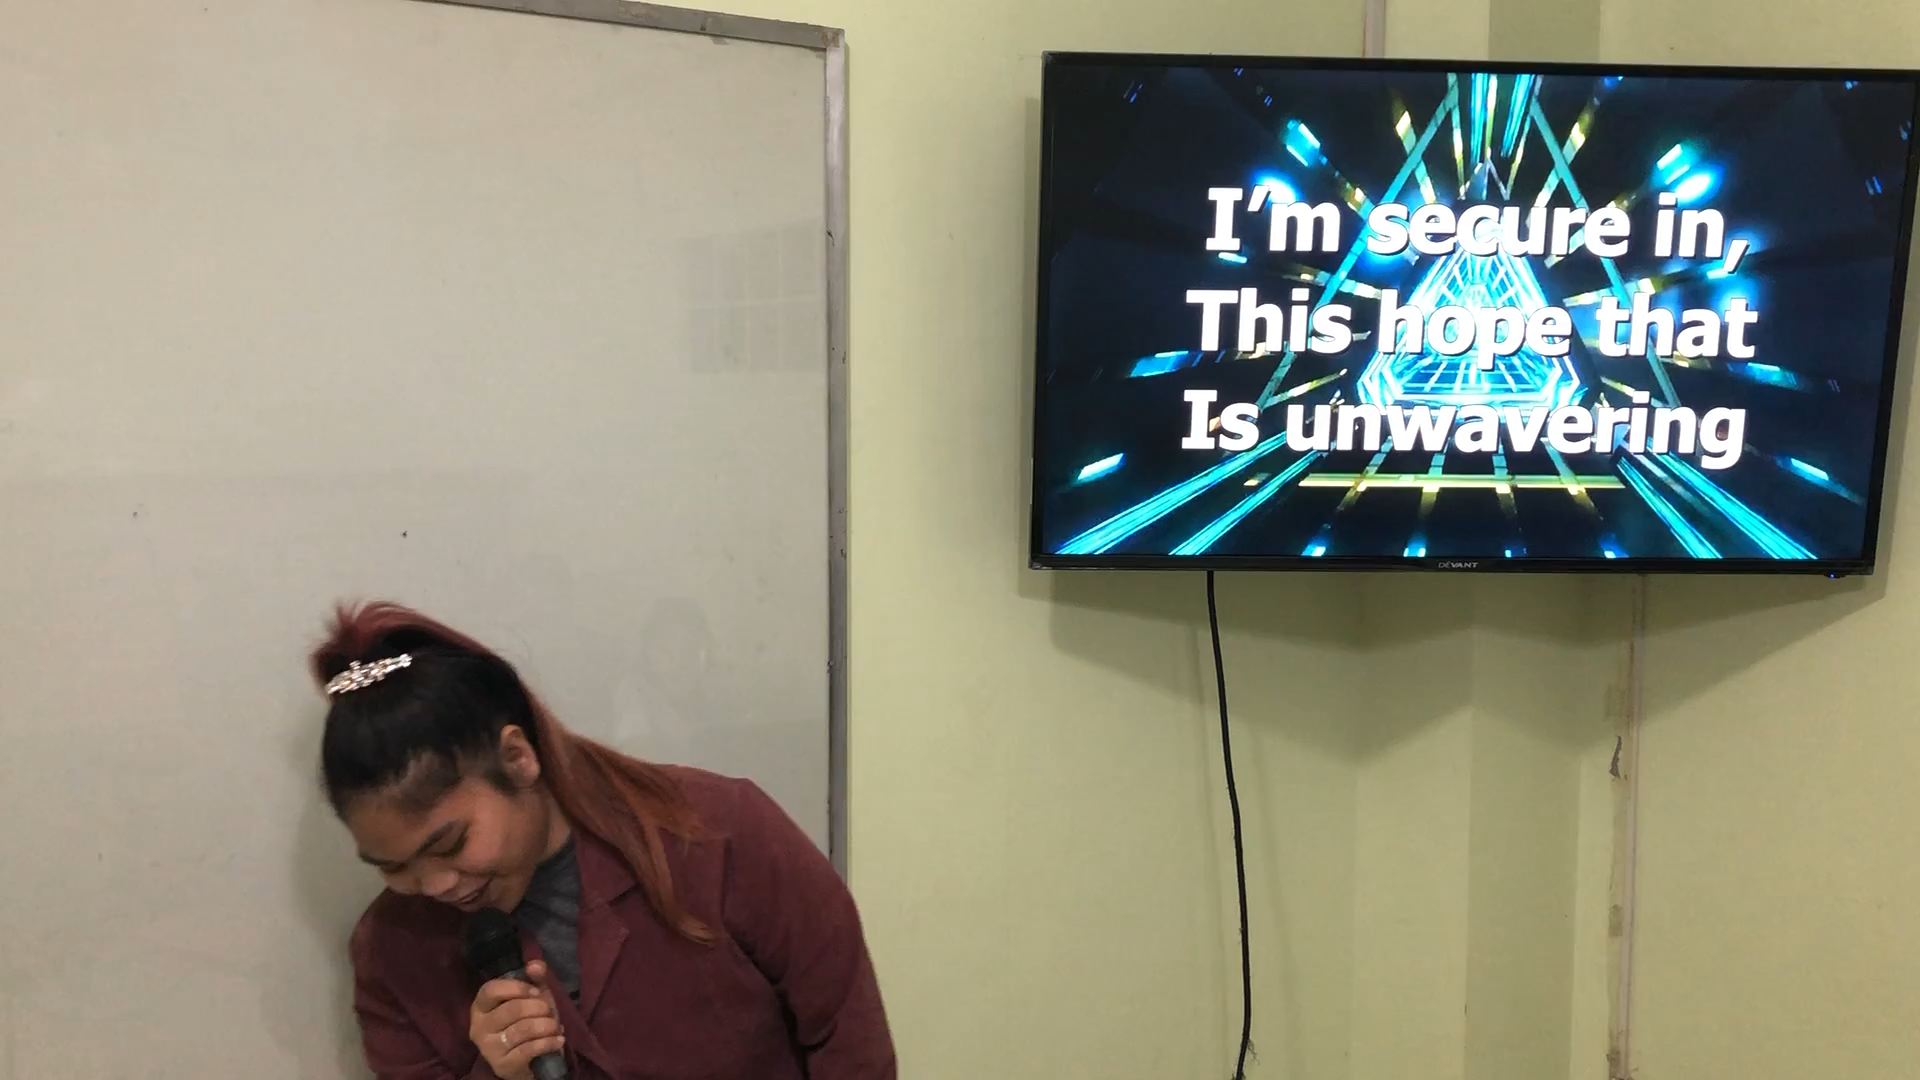 I'm secure in,
This hope that
Is unwavering
DEVANT